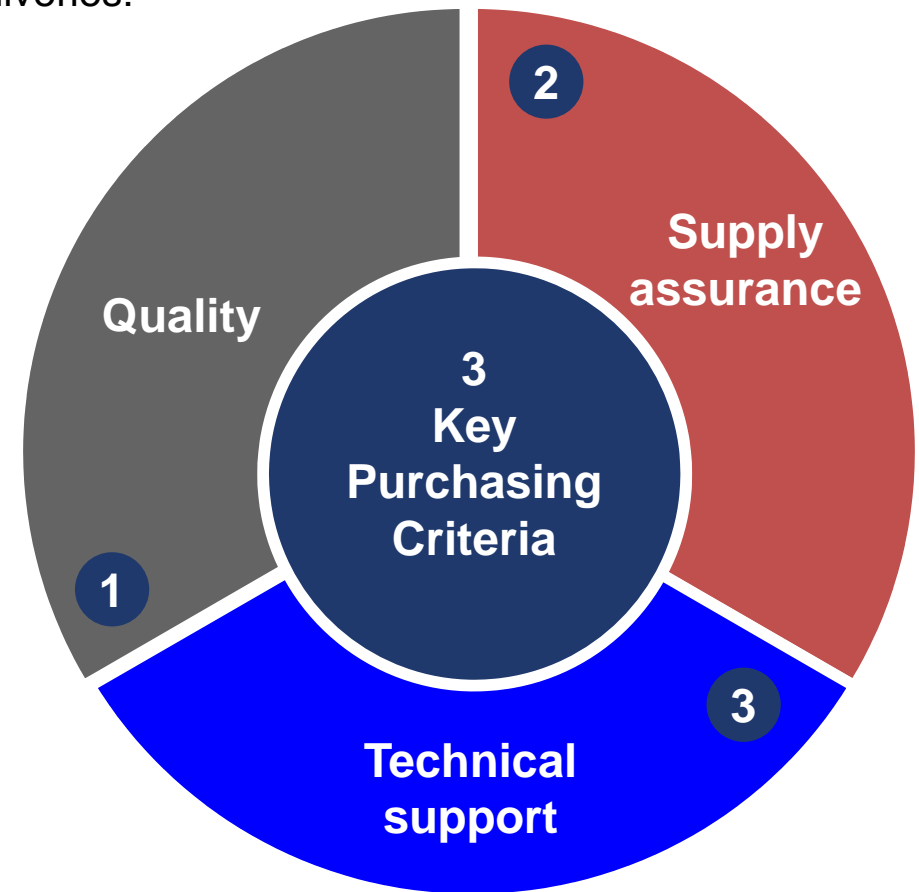 2
Supply
assurance
Quality
3
Key
Purchasing
Criteria
1
3
Technical
support